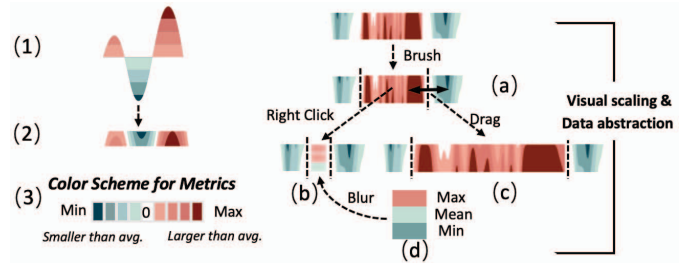 (1)
Brush
(a)
Right Click
Drag
Visual scaling &
Data abstraction
(2)
(3)
Color Scheme for Metrics
Min 0 Max
Smaller than avg. Larger than avg.
(b)
Blur
Max
Mean
Min
(c)
(d)